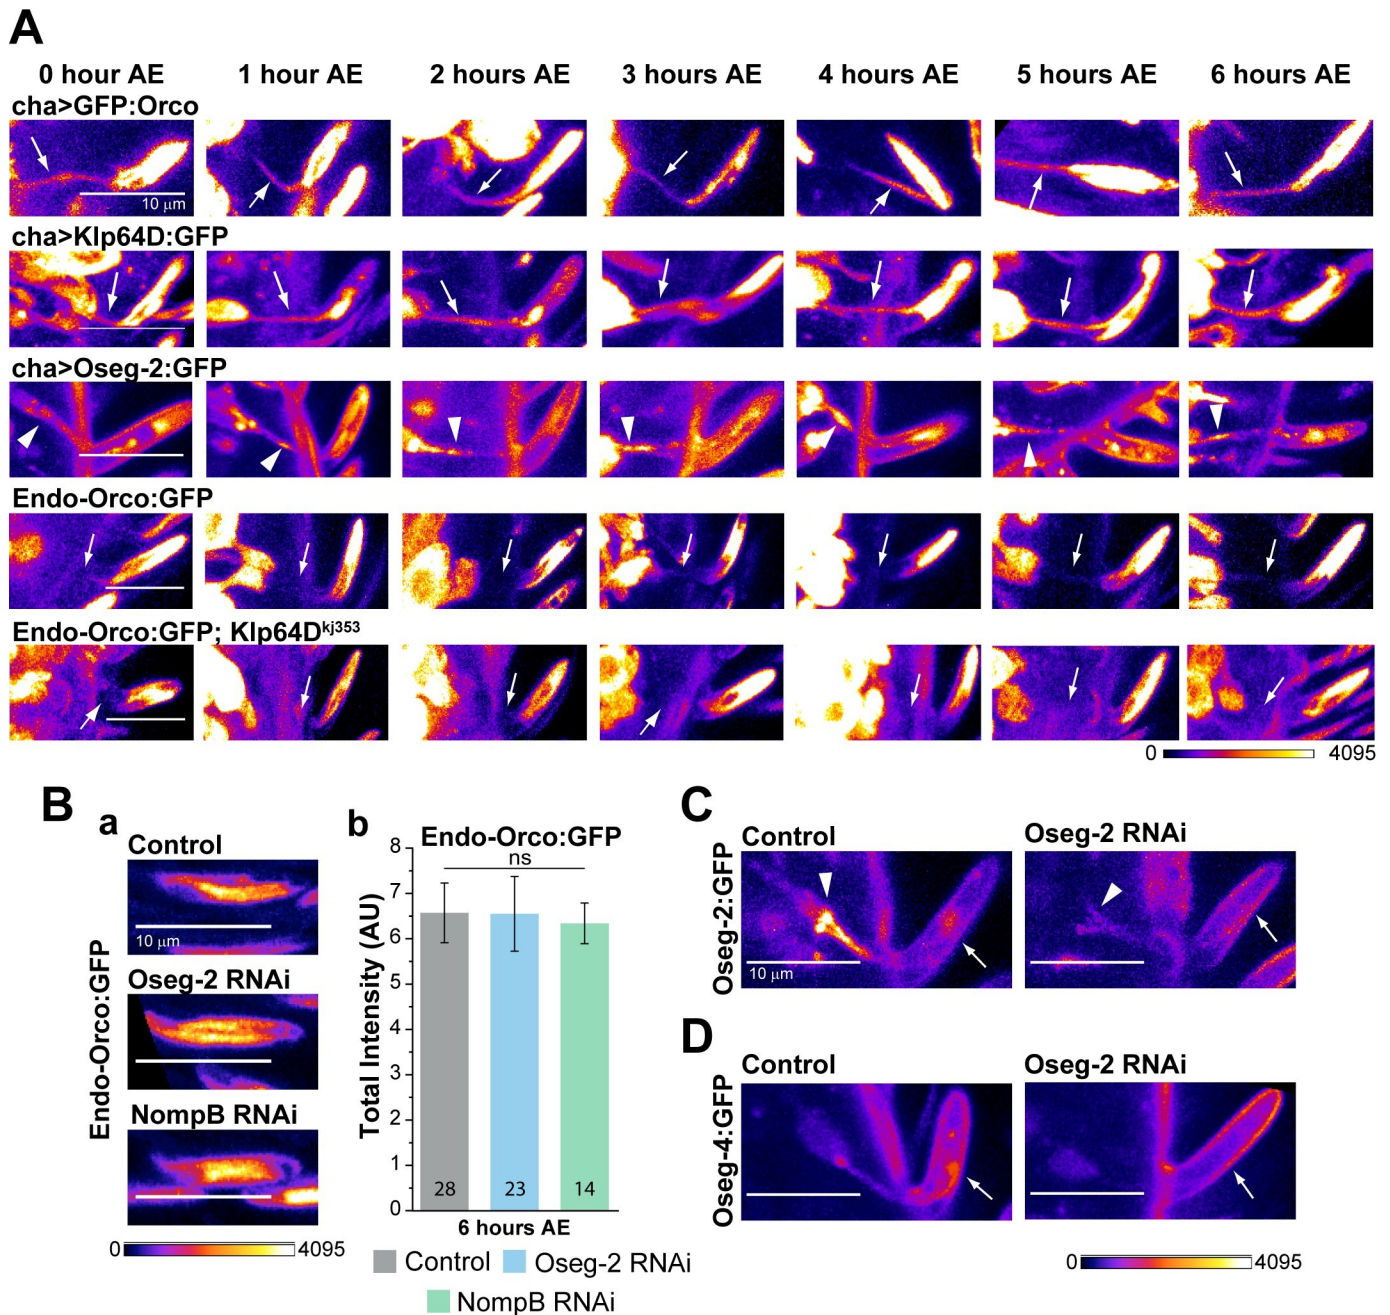 A
0 hour AE 1 hour AE 2 hours AE 3 hours AE 4 hours AE 5 hours AE 6 hours AE
cha>GFP:Orco
10 μm
cha>Klp64D:GFP
cha>Oseg-2:GFP
Endo-Orco:GFP
Endo-Orco:GFP; Klp64Dkj353
0 4095
B
a
Control
10 μm
Oseg-2 RNAi
NompB RNAi
Endo-Orco:GFP
0 4095
b
Endo-Orco:GFP
ns
Total Intensity (AU)
8
7
6
5
4
3
2
1
0
28 23 14
6 hours AE
Control Oseg-2 RNAi
NompB RNAi
C
Control Oseg-2 RNAi
Oseg-2:GFP
10 μm
D
Control Oseg-2 RNAi
Oseg-4:GFP
0 4095